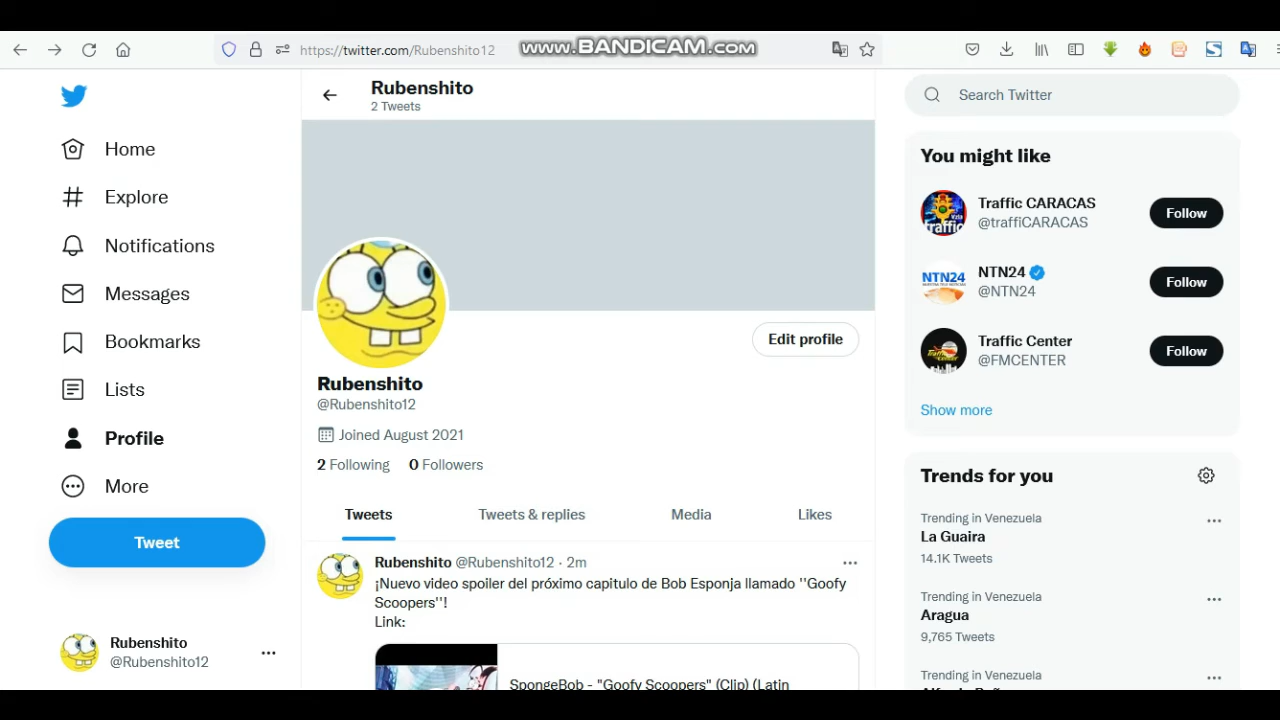 https://twitter.com/Rubenshito12
www.BANDICAM.com
Rubenshito
2 Tweets
Home
Explore
Notifications
Messages
Bookmarks
Lists
Profile
More
Tweet
Rubenshito
@Rubenshito12
Edit profile
Rubenshito
@Rubenshito12
Joined August 2021
2 Following 0 Followers
Tweets
Tweets & replies
Media
Likes
Rubenshito @Rubenshito12 · 2m
¡Nuevo video spoiler del próximo capitulo de Bob Esponja llamado ''Goofy
Scoopers''!
Link:
SpongeBob - "Goofy Scoopers" (Clip) (Latin
Search Twitter
You might like
Traffic CARACAS
@traffiCARACAS
Follow
NTN24
@NTN24
Follow
Traffic Center
@FMCENTER
Follow
Show more
Trends for you
Trending in Venezuela
La Guaira
14.1K Tweets
Trending in Venezuela
Aragua
9,765 Tweets
Trending in Venezuela